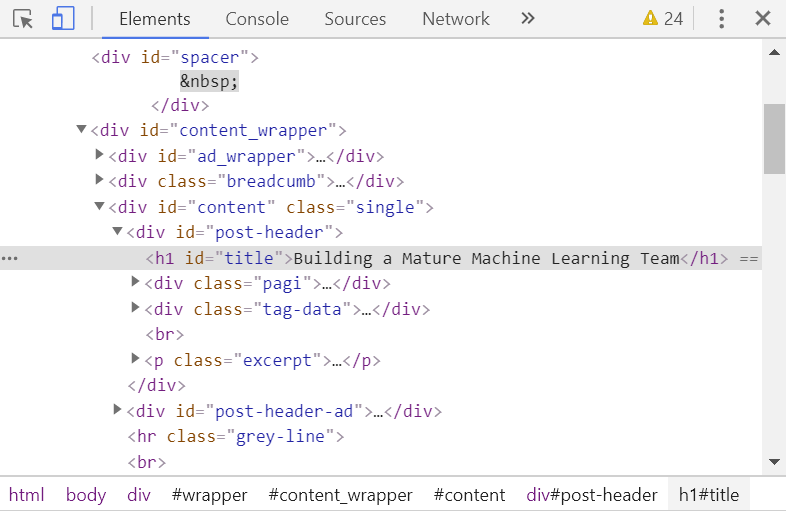 Elements Console Sources Network » 24
<div id="spacer">
&nbsp;
</div>
<div id="content_wrapper">
<div id="ad_wrapper">…</div>
<div class="breadcumb">…</div>
<div id="content" class="single">
<div id="post-header">
… <h1 id="title">Building a Mature Machine Learning Team</h1> ==
<div class="pagi">…</div>
<div class="tag-data">…</div>
<br>
<p class="excerpt">…</p>
</div>
<div id="post-header-ad">…</div>
<hr class="grey-line">
<br>
html body div #wrapper #content_wrapper #content div#post-header h1#title